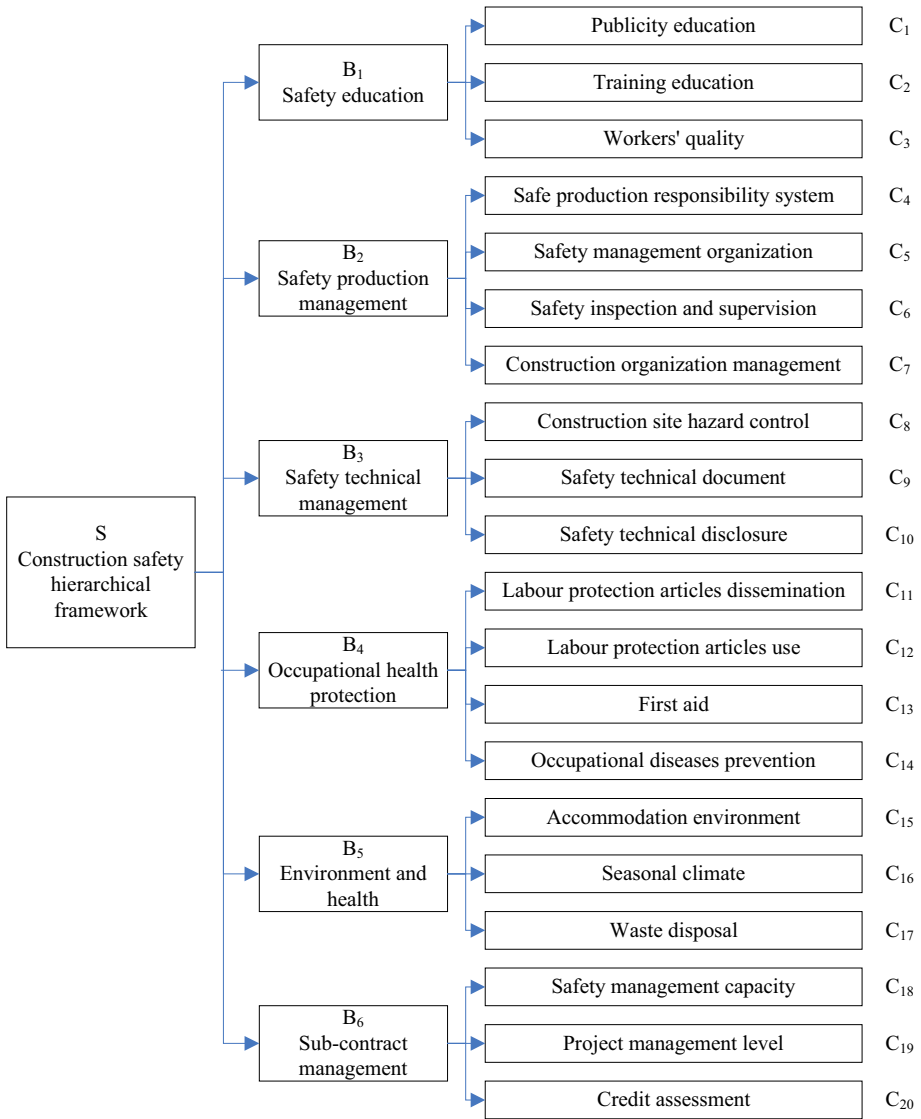 S
Construction safety
hierarchical
framework
B₁
Safety education
Publicity education C₁
Training education C₂
Workers' quality C₃
B₂
Safety production
management
Safe production responsibility system C₄
Safety management organization C₅
Safety inspection and supervision C₆
Construction organization management C₇
B₃
Safety technical
management
Construction site hazard control C₈
Safety technical document C₉
Safety technical disclosure C₁₀
B₄
Occupational health
protection
Labour protection articles dissemination C₁₁
Labour protection articles use C₁₂
First aid C₁₃
Occupational diseases prevention C₁₄
B₅
Environment and
health
Accommodation environment C₁₅
Seasonal climate C₁₆
Waste disposal C₁₇
B₆
Sub-contract
management
Safety management capacity C₁₈
Project management level C₁₉
Credit assessment C₂₀